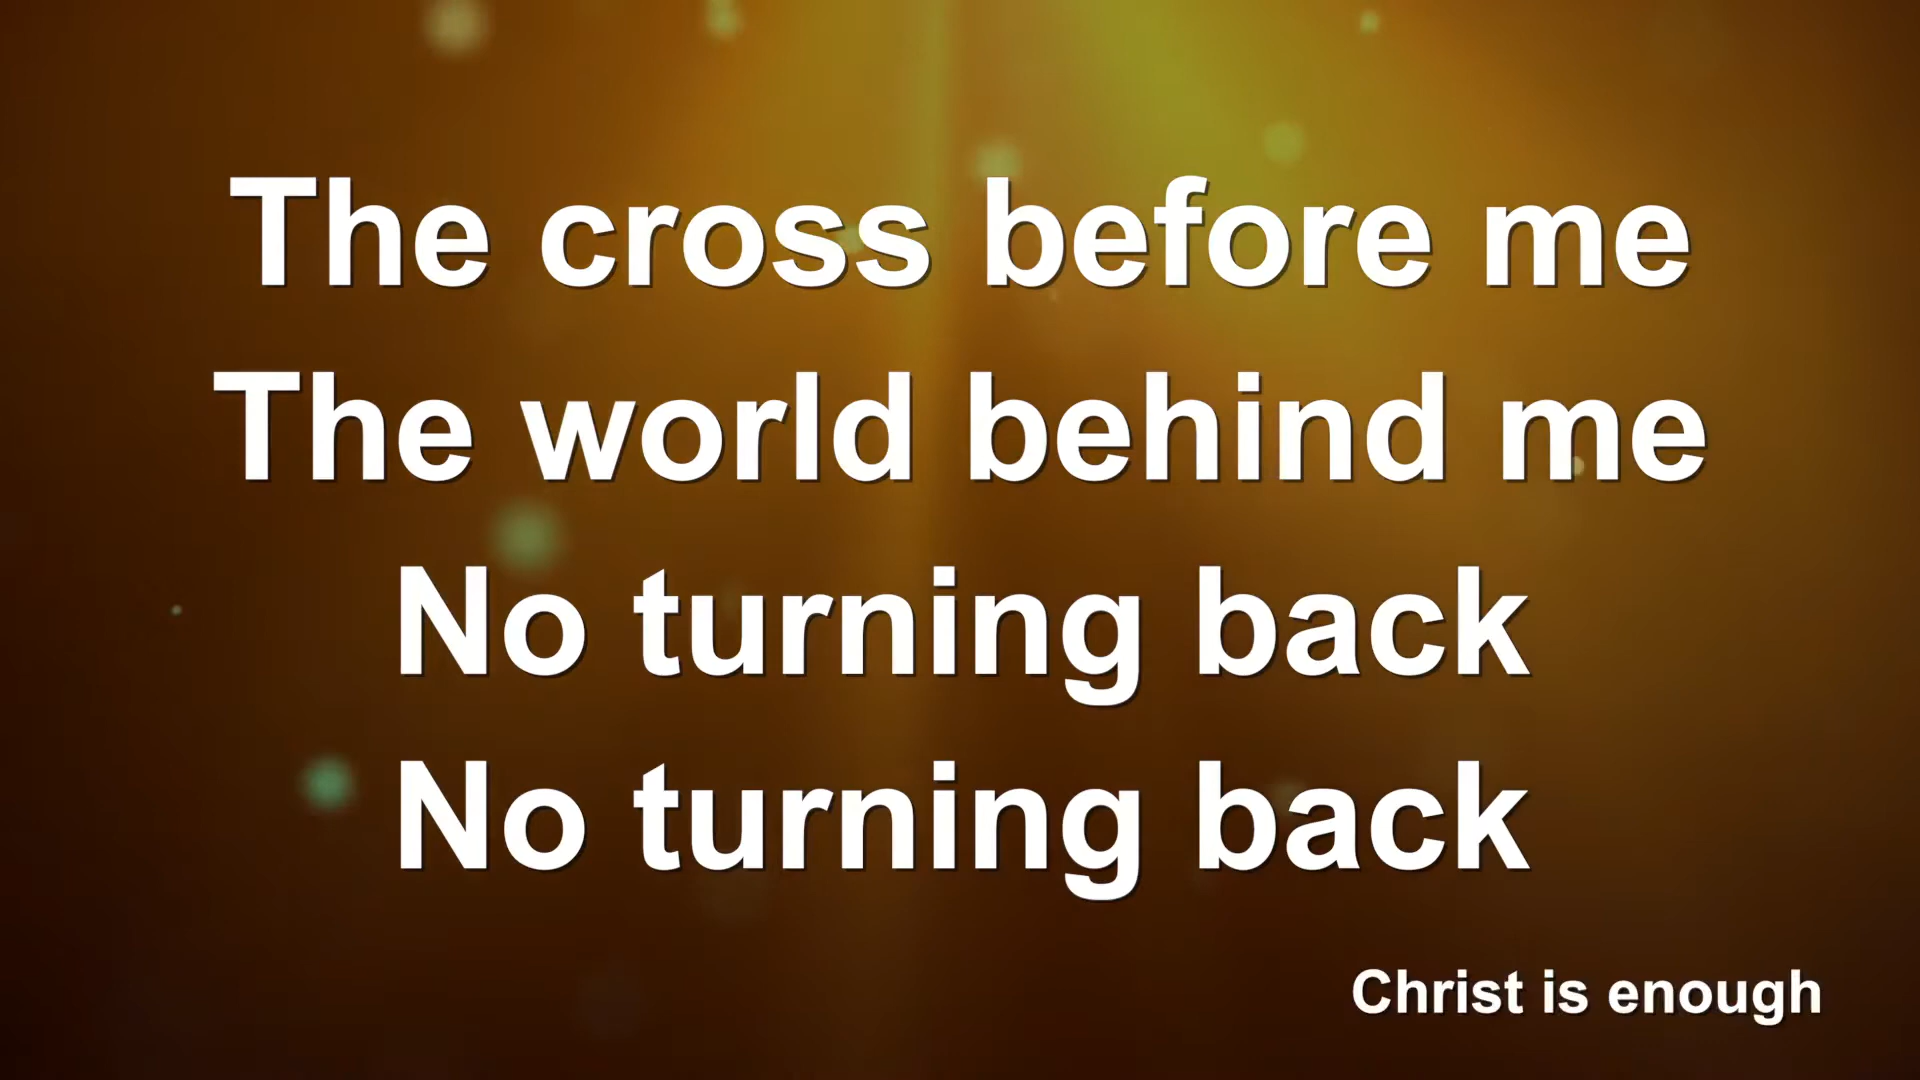 The cross before me
The world behind me
No turning back
No turning back
Christ is enough